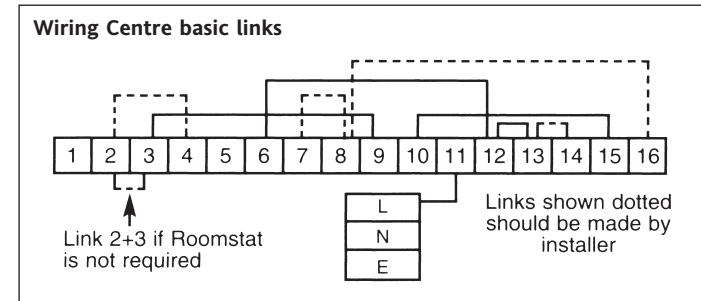 Wiring Centre basic links
1 2 3 4 5 6 7 8 9 10 11 12 13 14 15 16
L
N
E
Link 2+3 if Roomstat
is not required
Links shown dotted
should be made by
installer